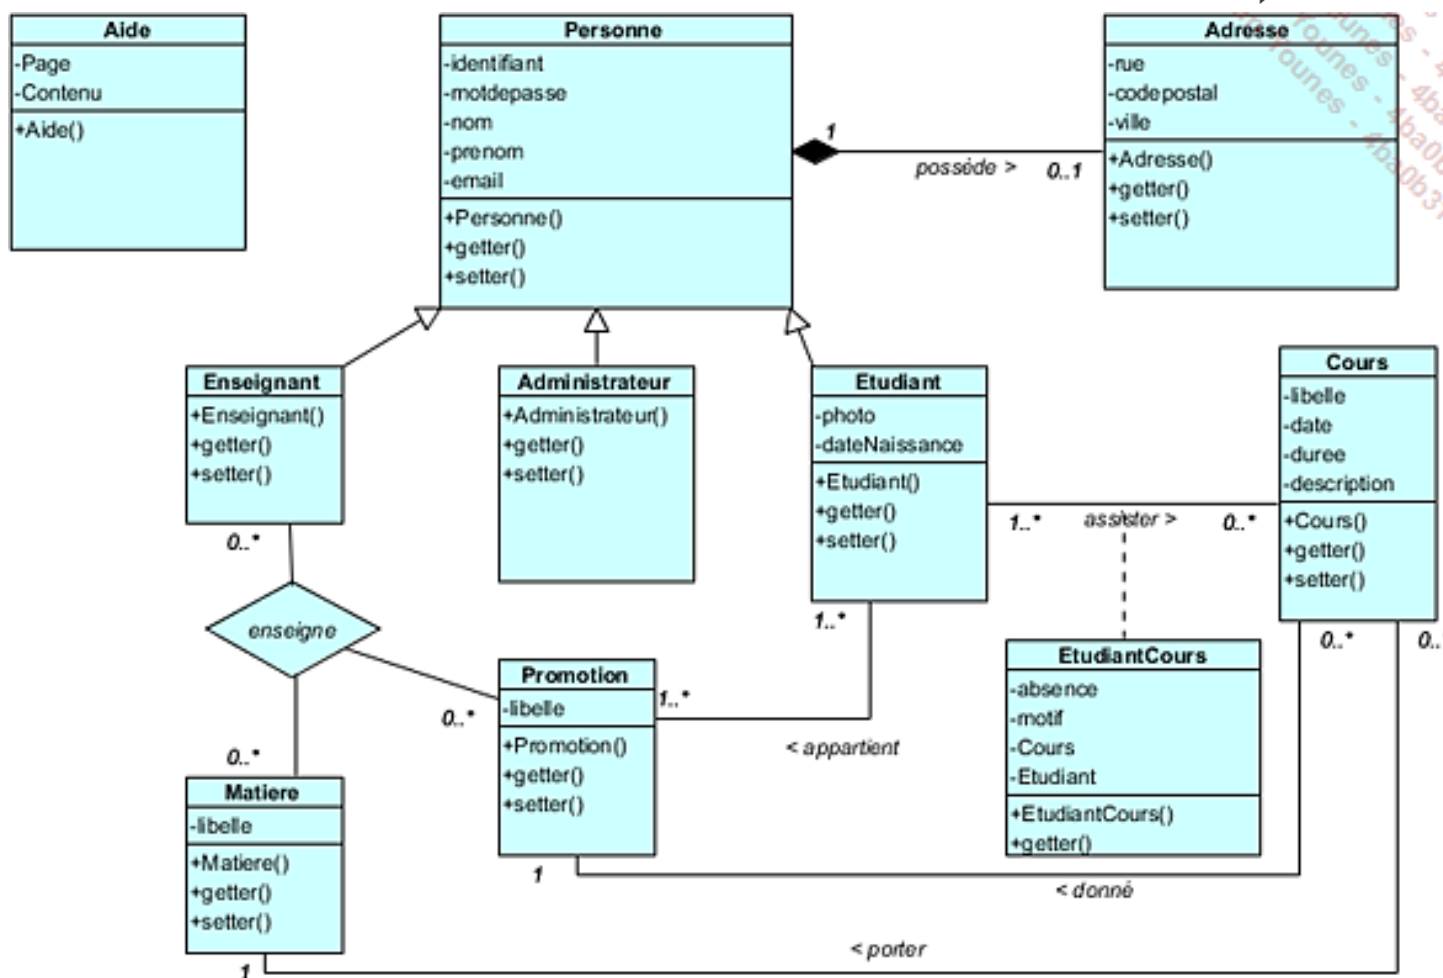 Aide
-Page
-Contenu
+Aide()
Personne
-identifiant
-motdepasse
-nom
-prenom
-email
+Personne()
+getter()
+setter()
1
posséde >
0..1
Adresse
-rue
-codepostal
-ville
+Adresse()
+getter()
+setter()
Enseignant
+Enseignant()
+getter()
+setter()
0..*
Administrateur
+Administrateur()
+getter()
+setter()
Etudiant
-photo
-dateNaissance
+Etudiant()
+getter()
+setter()
1..*
assister >
0..*
Cours
-libelle
-date
-duree
-description
+Cours()
+getter()
+setter()
0..*
0..
enseigne
1..*
Promotion
-libelle
+Promotion()
+getter()
+setter()
0..*
1..*
< appartient
EtudiantCours
-absence
-motif
-Cours
-Etudiant
+EtudiantCours()
+getter()
0..*
Matiere
-libelle
+Matiere()
+getter()
+setter()
1
< donné
< porter
1
Younes - 4ba0b31